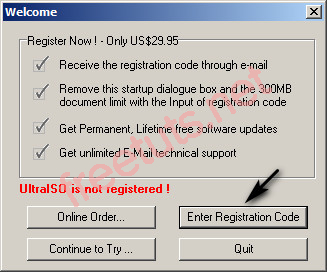 Welcome
Register Now ! - Only US$29.95
Receive the registration code through e-mail
Remove this startup dialogue box and the 300MB
document limit with the Input of registration code
Get Permanent, Lifetime free software updates
Get unlimited E-Mail technical support
freetuts.net
UltraISO is not registered !
Online Order...
Enter Registration Code
Continue to Try ...
Quit